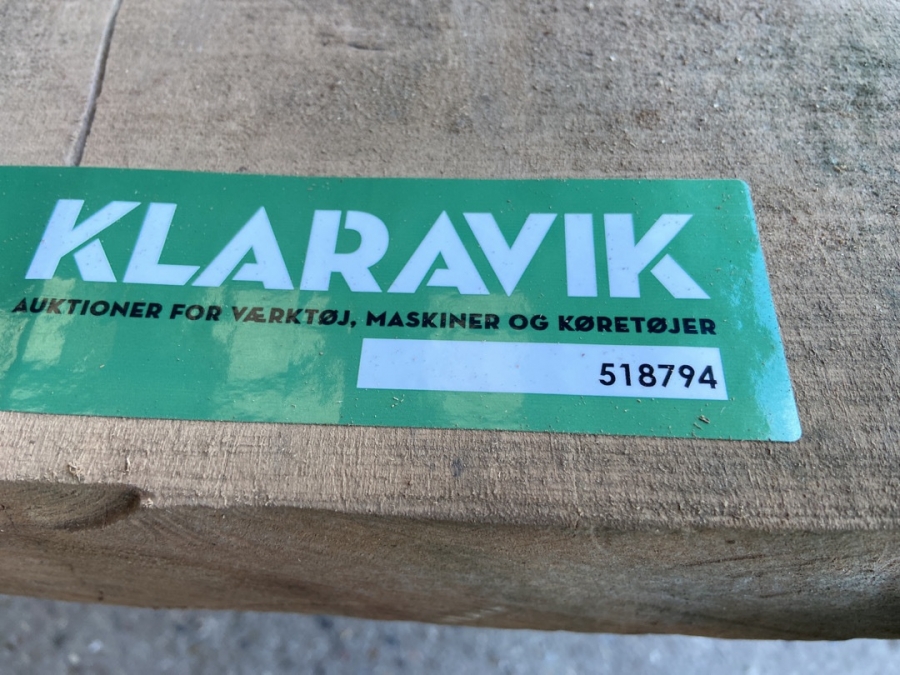 KLARAVIK
AUKTIONER FOR VÆRKTØJ, MASKINER OG KØRETØJER
518794